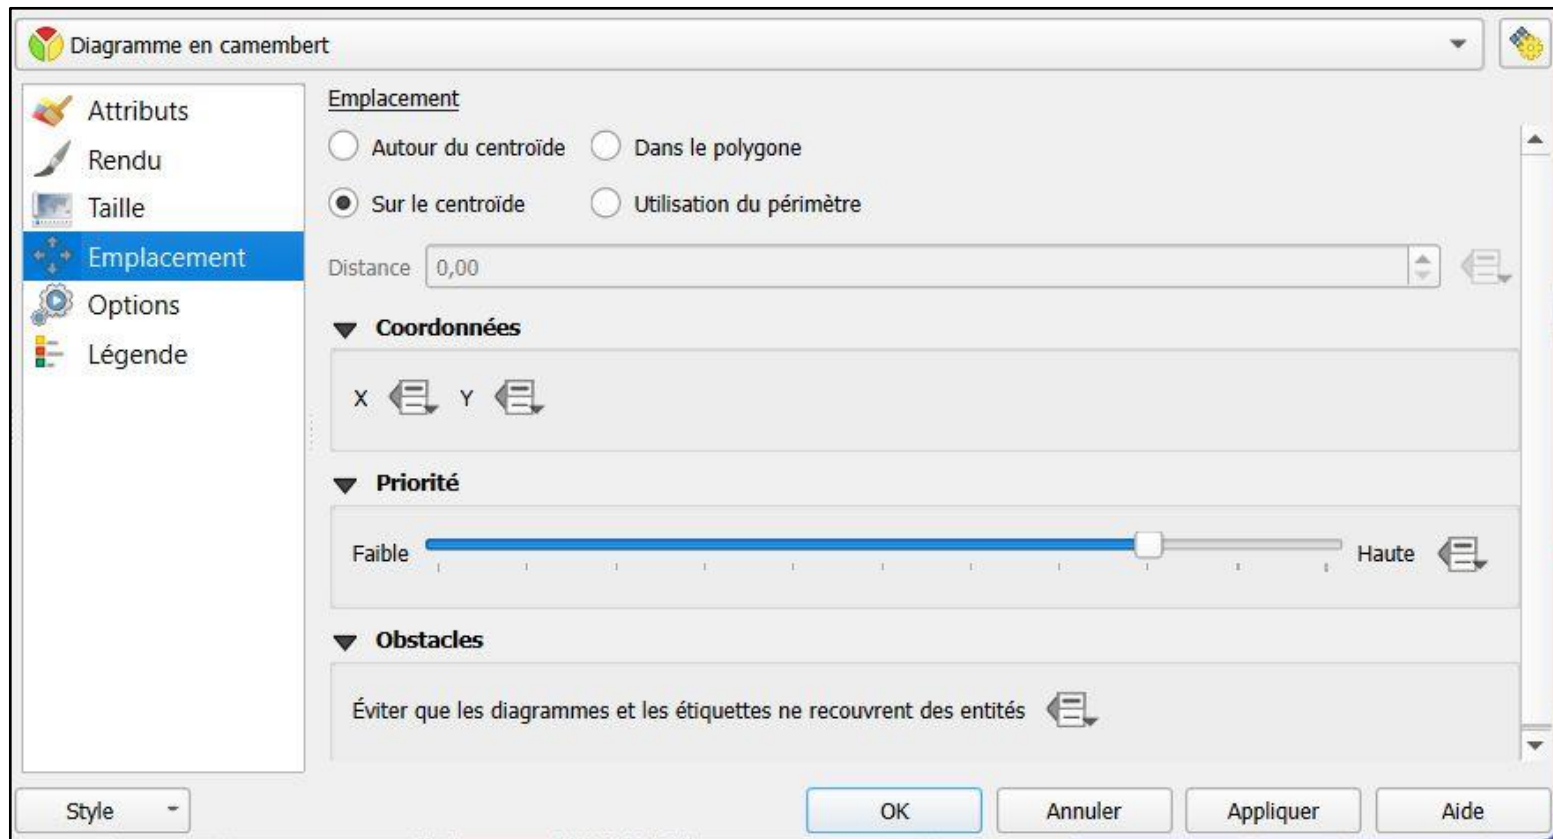 Diagramme en camembert
Attributs
Rendu
Taille
Emplacement
Options
Légende
Emplacement
Autour du centroïde Dans le polygone
Sur le centroïde Utilisation du périmètre
Distance 0,00
Coordonnées
X Y
Priorité
Faible Haute
Obstacles
Éviter que les diagrammes et les étiquettes ne recouvrent des entités
Style OK Annuler Appliquer Aide